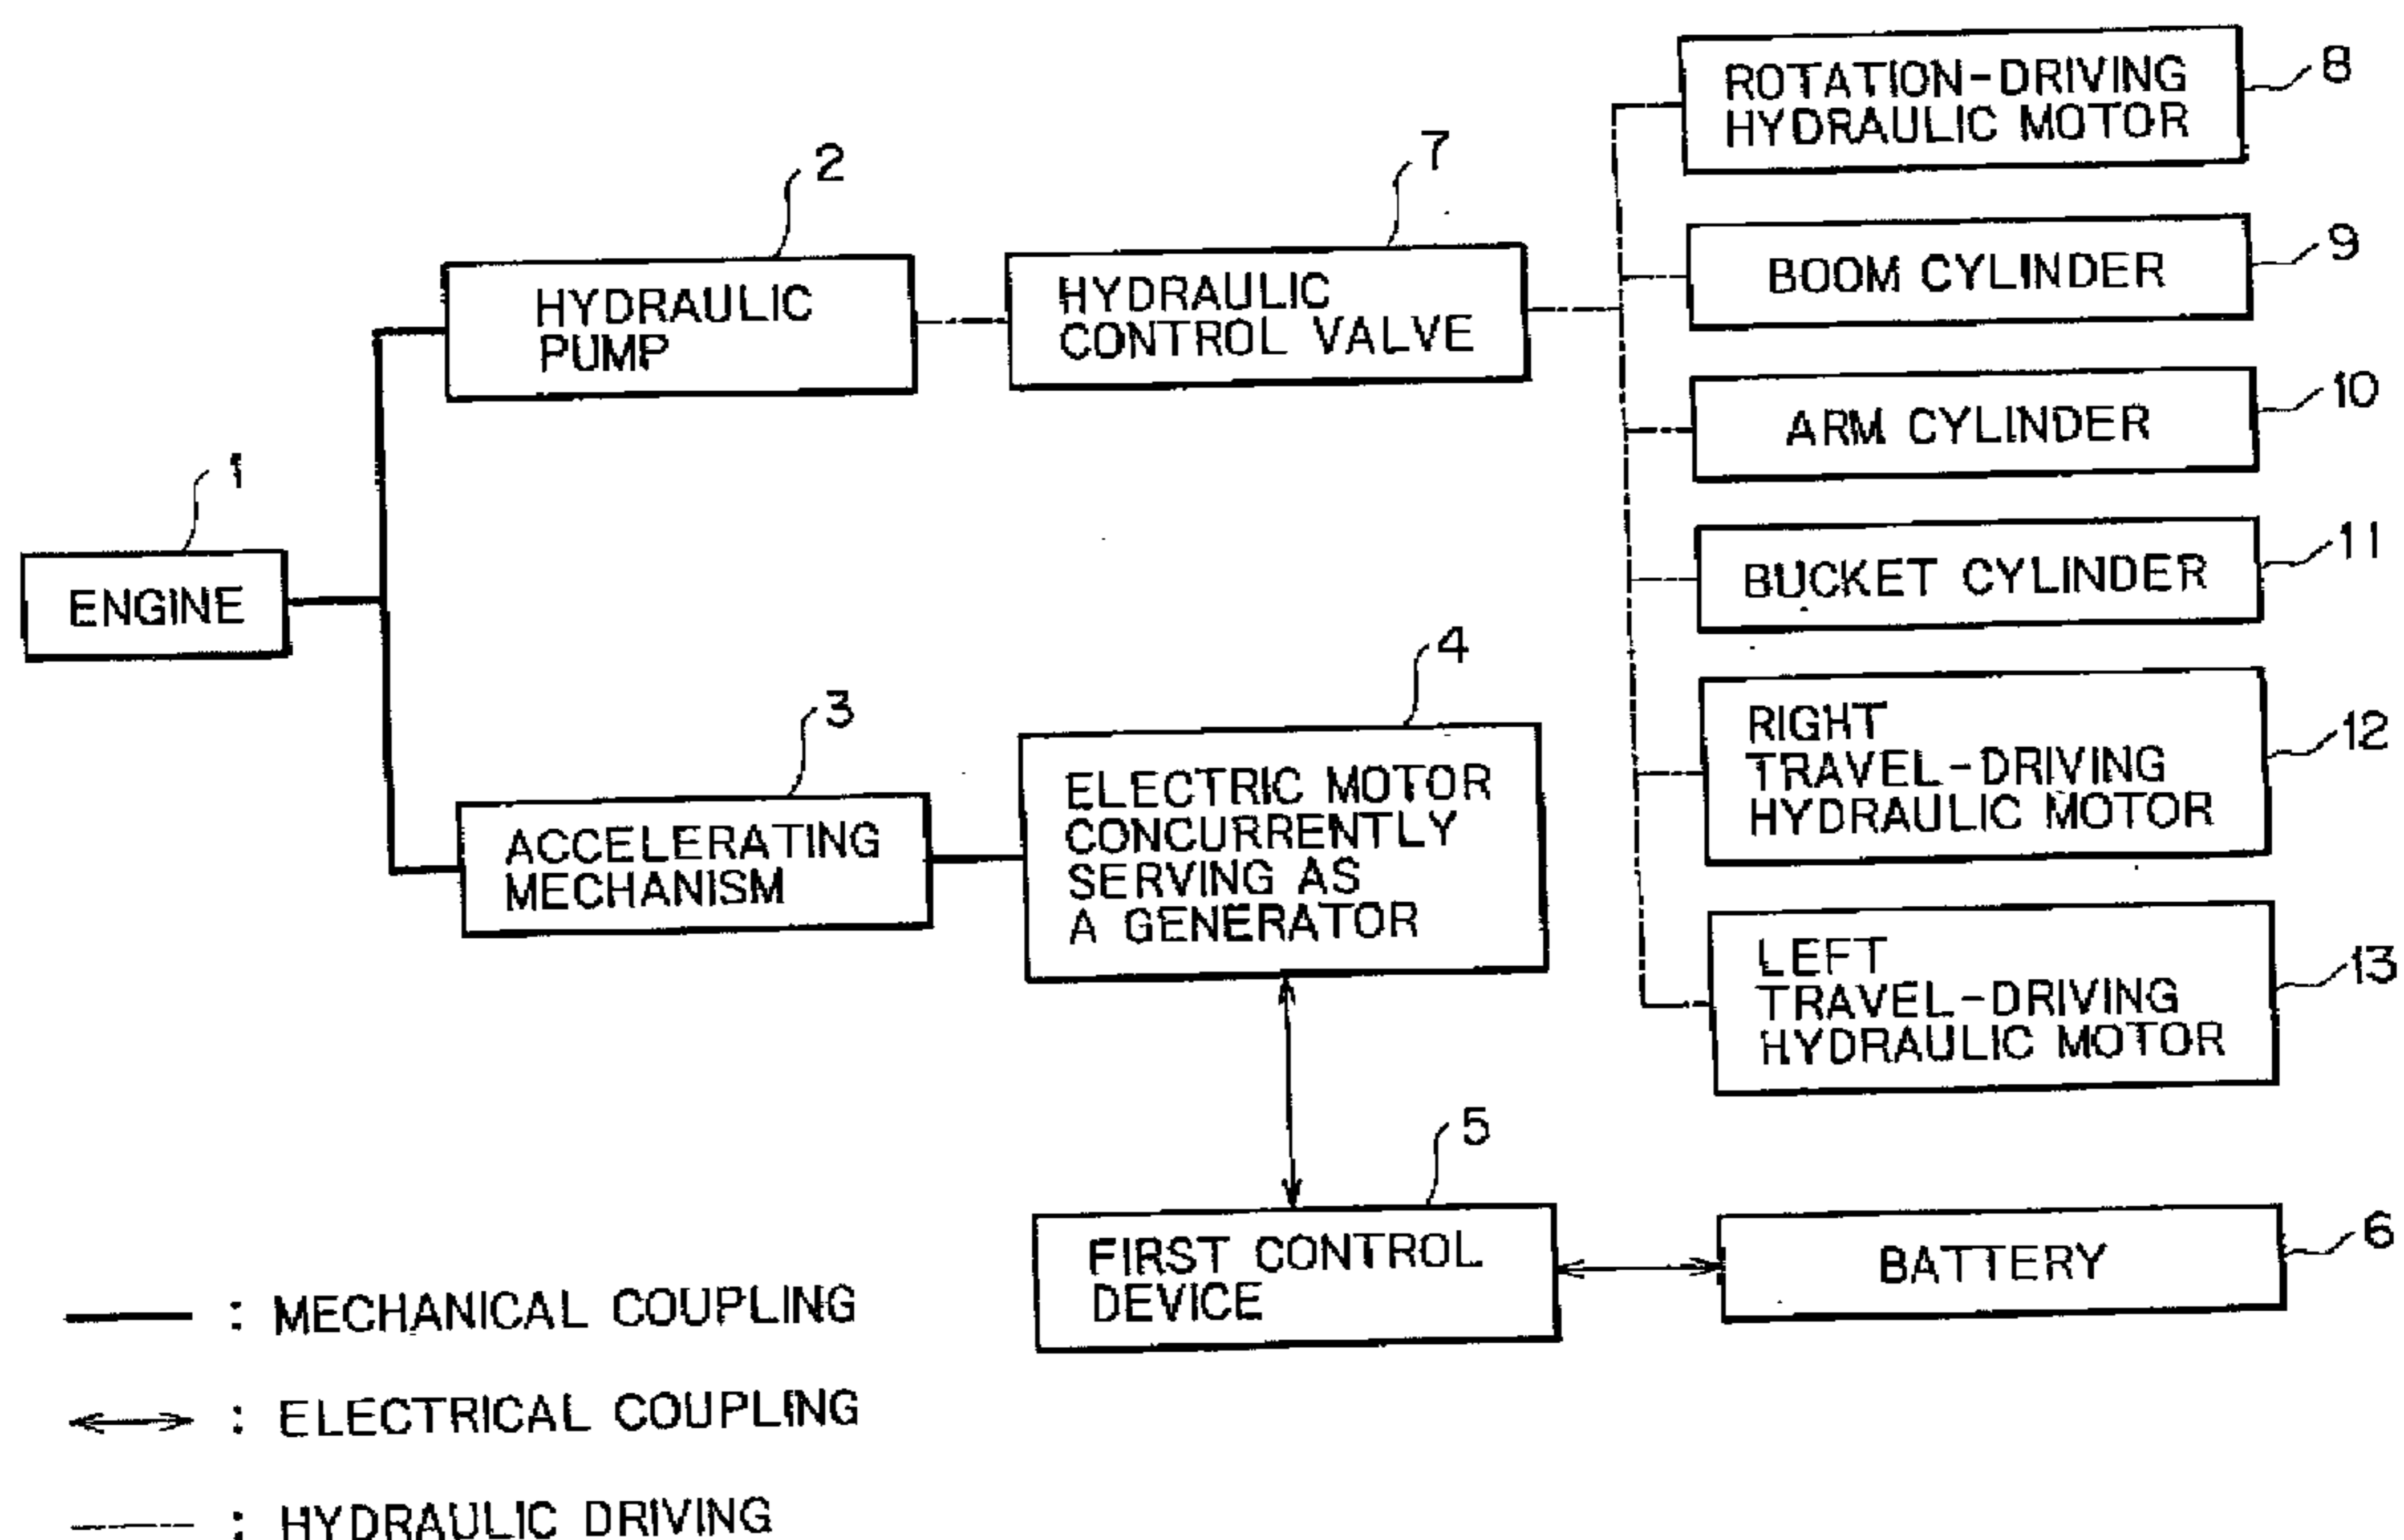 8
ROTATION-DRIVING
HYDRAULIC MOTOR
2
7
9
HYDRAULIC
PUMP
HYDRAULIC
CONTROL VALVE
BOOM CYLINDER
10
ARM CYLINDER
1
ENGINE
11
BUCKET CYLINDER
3
4
ACCELERATING
MECHANISM
ELECTRIC MOTOR
CONCURRENTLY
SERVING AS
A GENERATOR
12
RIGHT
TRAVEL-DRIVING
HYDRAULIC MOTOR
13
LEFT
TRAVEL-DRIVING
HYDRAULIC MOTOR
5
FIRST CONTROL
DEVICE
6
BATTERY
: MECHANICAL COUPLING
: ELECTRICAL COUPLING
: HYDRAULIC DRIVING